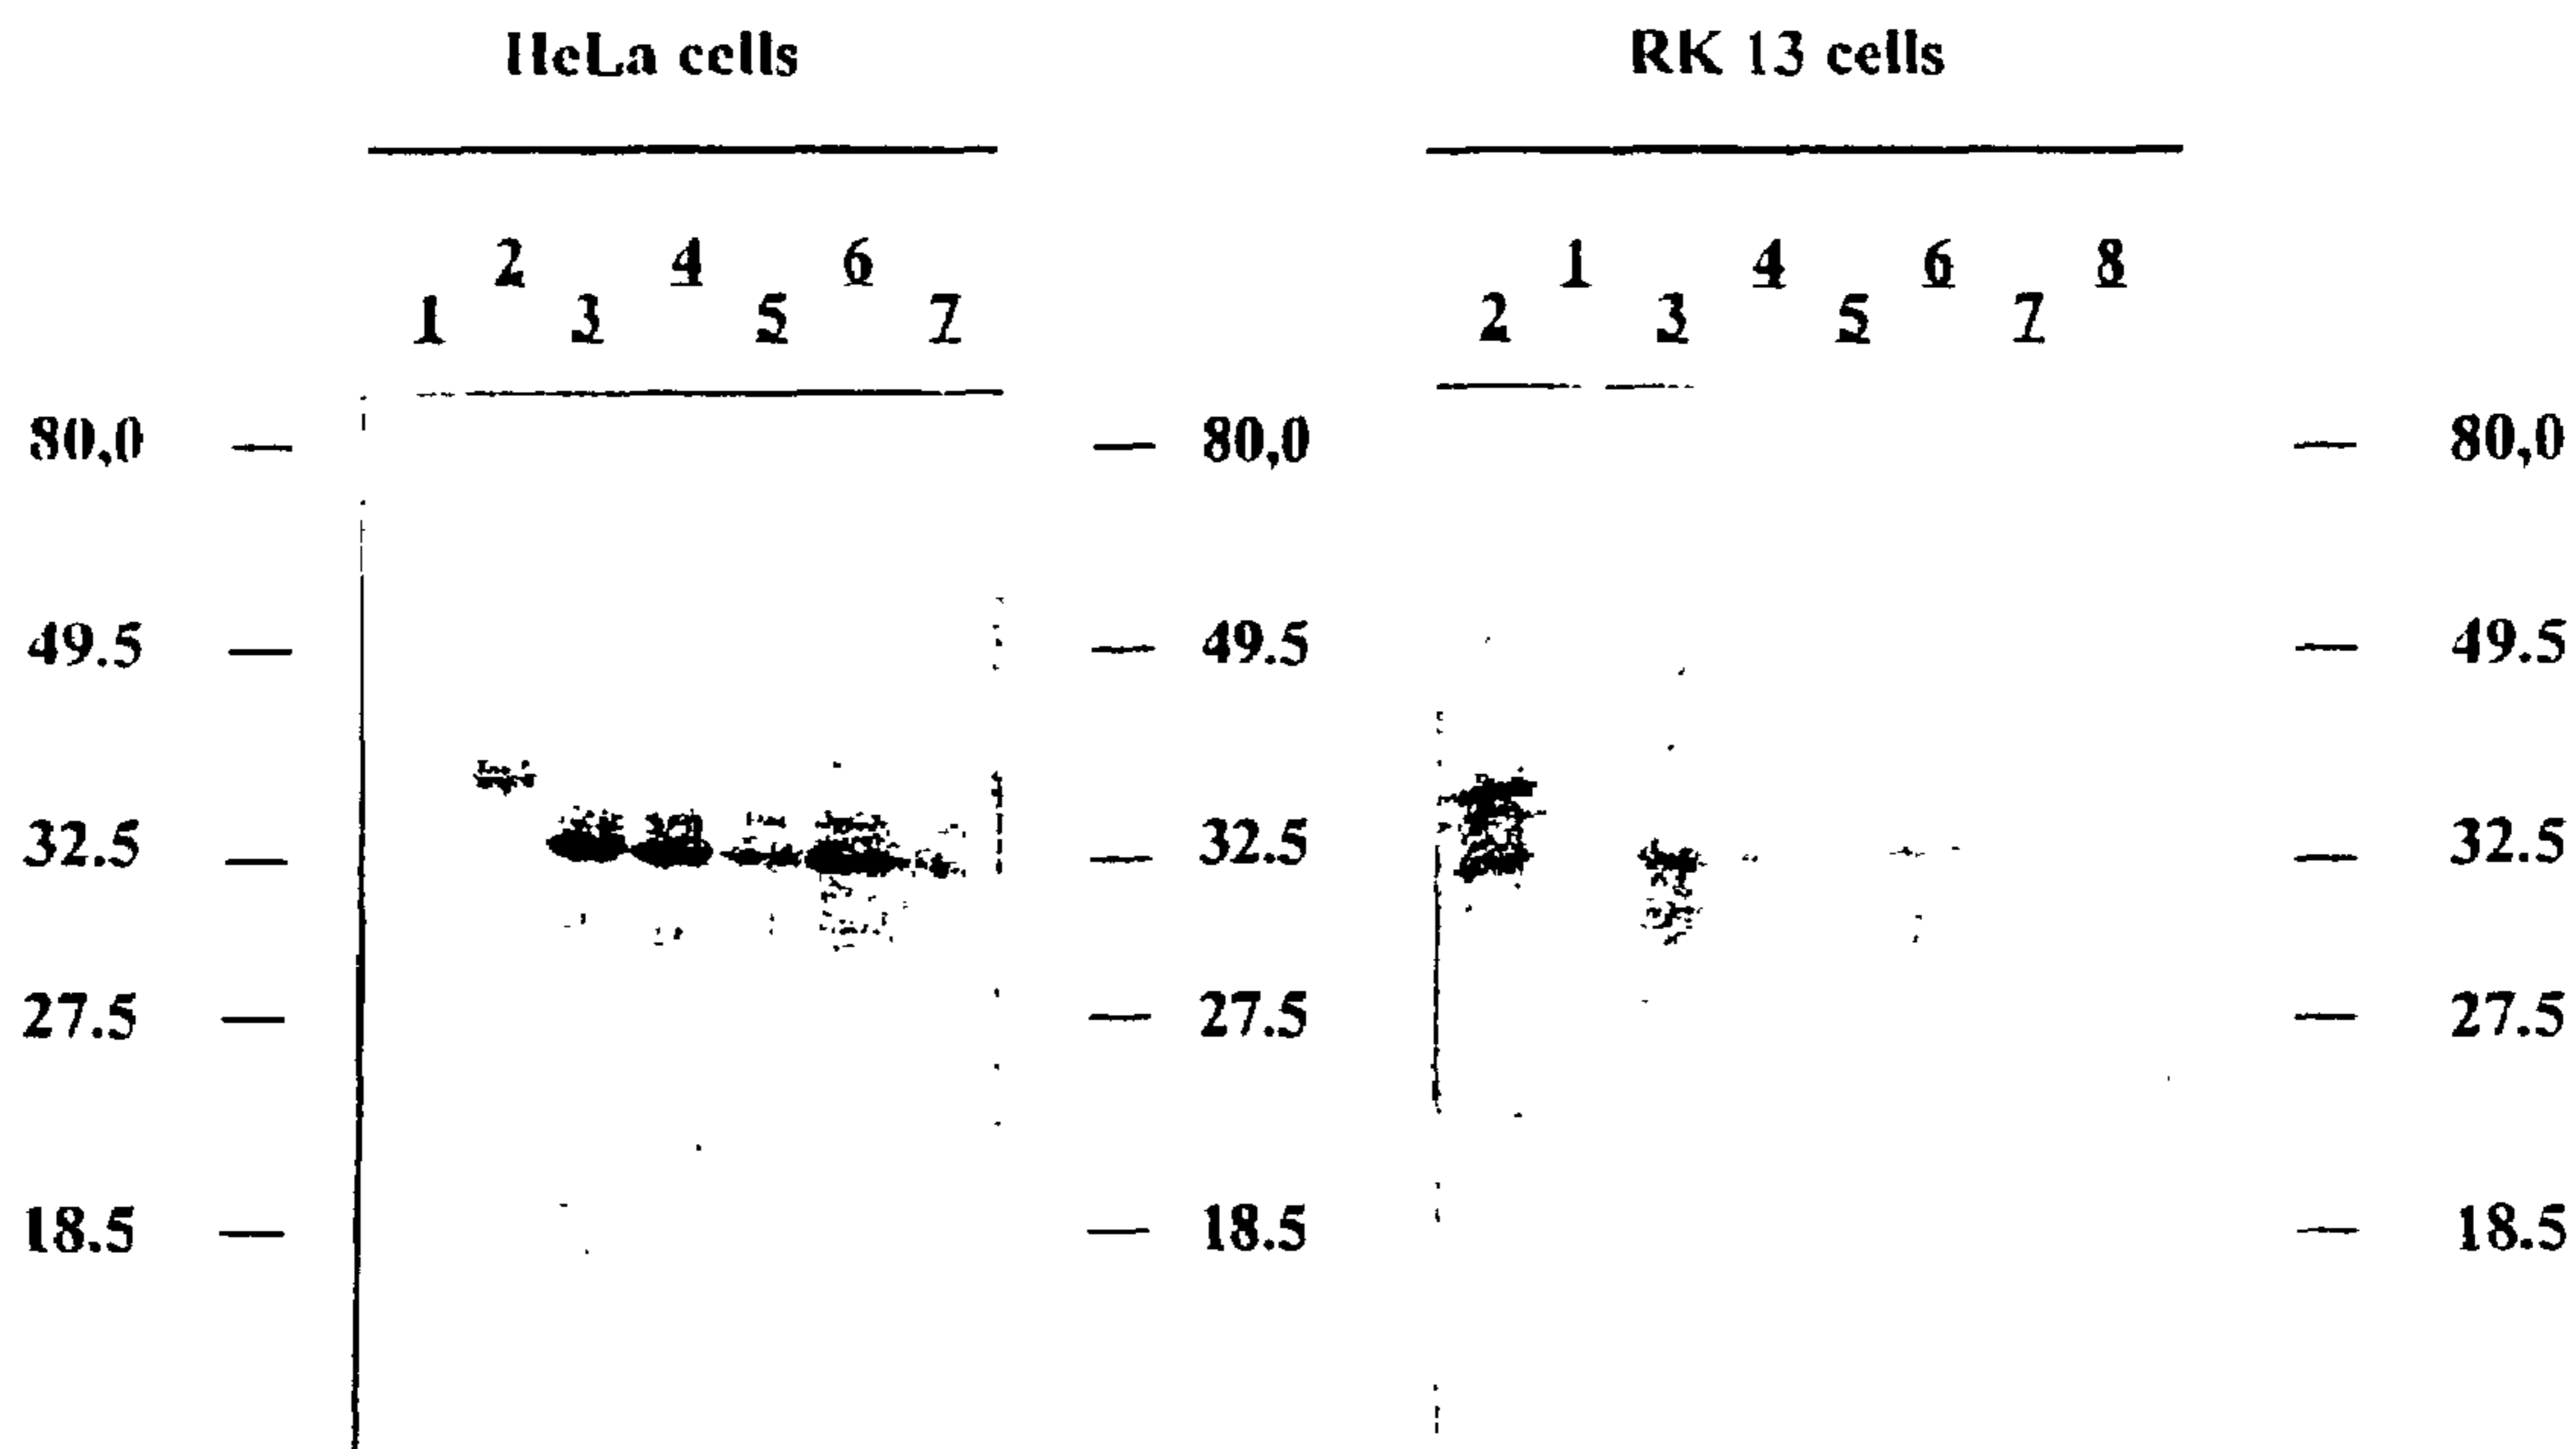 HeLa cells RK 13 cells
2 4 6 1 4 6 8
1 3 5 7 2 3 5 7
80,0 — — 80,0 — 80,0
49.5 — — 49.5 — 49.5
32.5 — — 32.5 — 32.5
27.5 — — 27.5 — 27.5
18.5 — — 18.5 — 18.5